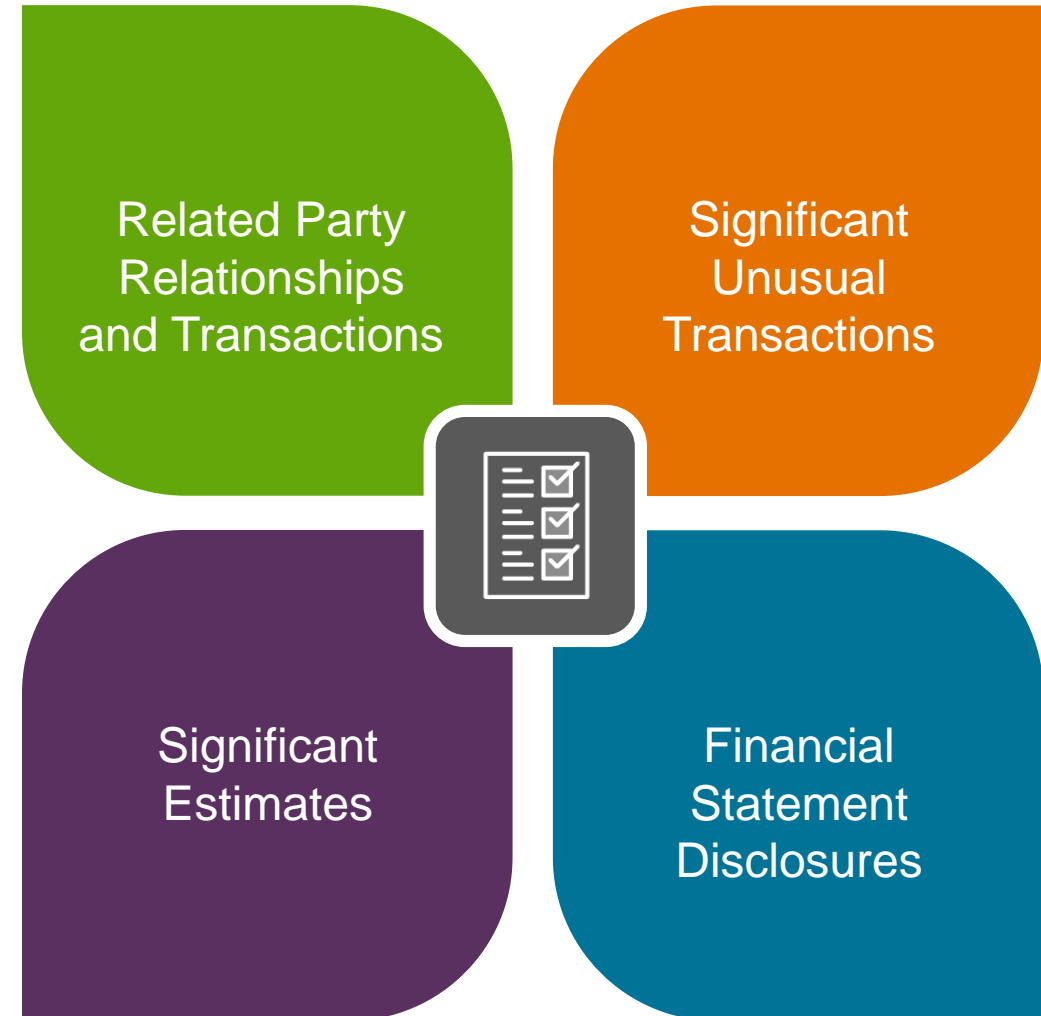 Related Party
Relationships
and Transactions
Significant
Unusual
Transactions
Significant
Estimates
Financial
Statement
Disclosures